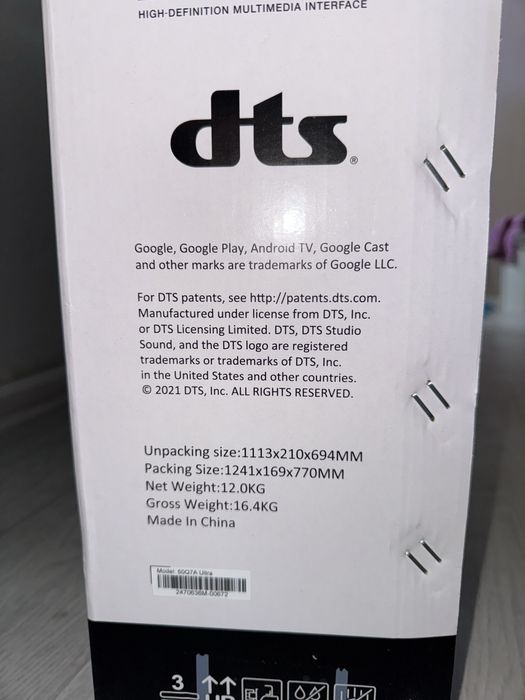 HIGH-DEFINITION MULTIMEDIA INTERFACE
dts®
Google, Google Play, Android TV, Google Cast
and other marks are trademarks of Google LLC.
For DTS patents, see http://patents.dts.com.
Manufactured under license from DTS, Inc.
or DTS Licensing Limited. DTS, DTS Studio
Sound, and the DTS logo are registered
trademarks or trademarks of DTS, Inc.
in the United States and other countries.
© 2021 DTS, Inc. ALL RIGHTS RESERVED.
Unpacking size:1113x210x694MM
Packing Size:1241x169x770MM
Net Weight:12.0KG
Gross Weight:16.4KG
Made In China
Model: 50Q7A Ultra
2470636M-00672
3
UP